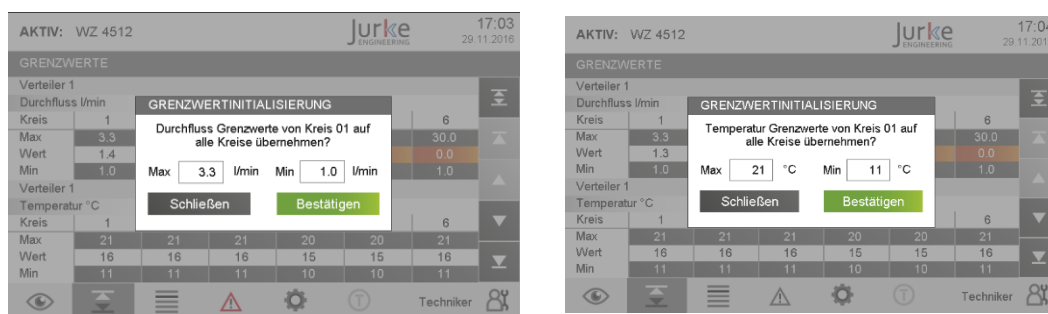 AKTIV: WZ 4512
Jurke
ENGINEERING
17:03
29.11.2016
GRENZWERTE
Verteiler 1
Durchfluss l/min
Kreis 1 6
Max 3.3 30.0
Wert 1.4 0.0
Min 1.0 1.0
GRENZWERTINITIALISIERUNG
Durchfluss Grenzwerte von Kreis 01 auf
alle Kreise übernehmen?
Max 3.3 l/min Min 1.0 l/min
Schließen Bestätigen
Verteiler 1
Temperatur °C
Kreis 1 6
Max 21 21 21 20 20 21
Wert 16 16 16 15 15 16
Min 11 11 11 10 10 11
T
Techniker
AKTIV: WZ 4512
Jurke
ENGINEERING
17:04
29.11.201
GRENZWERTE
Verteiler 1
Durchfluss l/min
Kreis 1 6
Max 3.3 30.0
Wert 1.3 0.0
Min 1.0 1.0
GRENZWERTINITIALISIERUNG
Temperatur Grenzwerte von Kreis 01 auf
alle Kreise übernehmen?
Max 21 °C Min 11 °C
Schließen Bestätigen
Verteiler 1
Temperatur °C
Kreis 1 6
Max 21 21 21 20 20 21
Wert 16 16 16 15 15 16
Min 11 11 11 10 10 11
T
Techniker